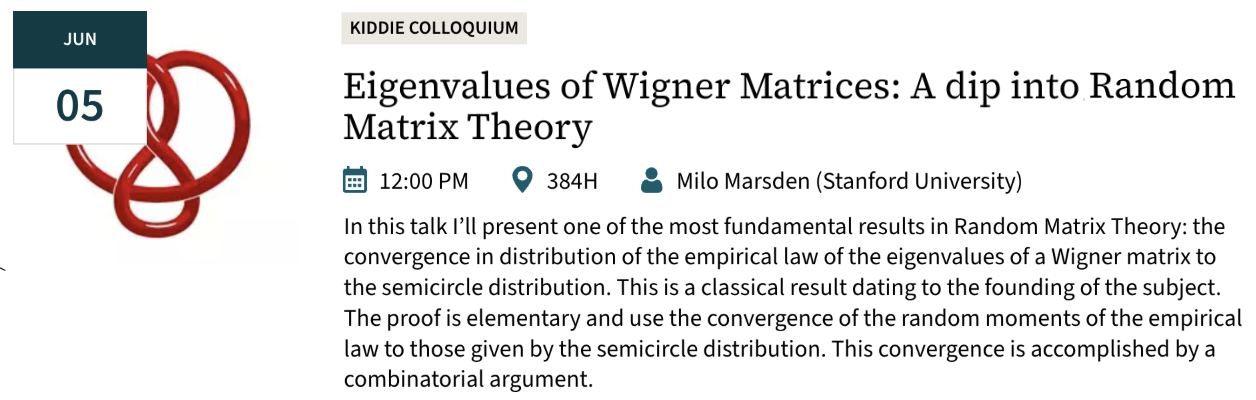 JUN
05
KIDDIE COLLOQUIUM
Eigenvalues of Wigner Matrices: A dip into Random
Matrix Theory
12:00 PM 384H Milo Marsden (Stanford University)
In this talk I’ll present one of the most fundamental results in Random Matrix Theory: the
convergence in distribution of the empirical law of the eigenvalues of a Wigner matrix to
the semicircle distribution. This is a classical result dating to the founding of the subject.
The proof is elementary and use the convergence of the random moments of the empirical
law to those given by the semicircle distribution. This convergence is accomplished by a
combinatorial argument.